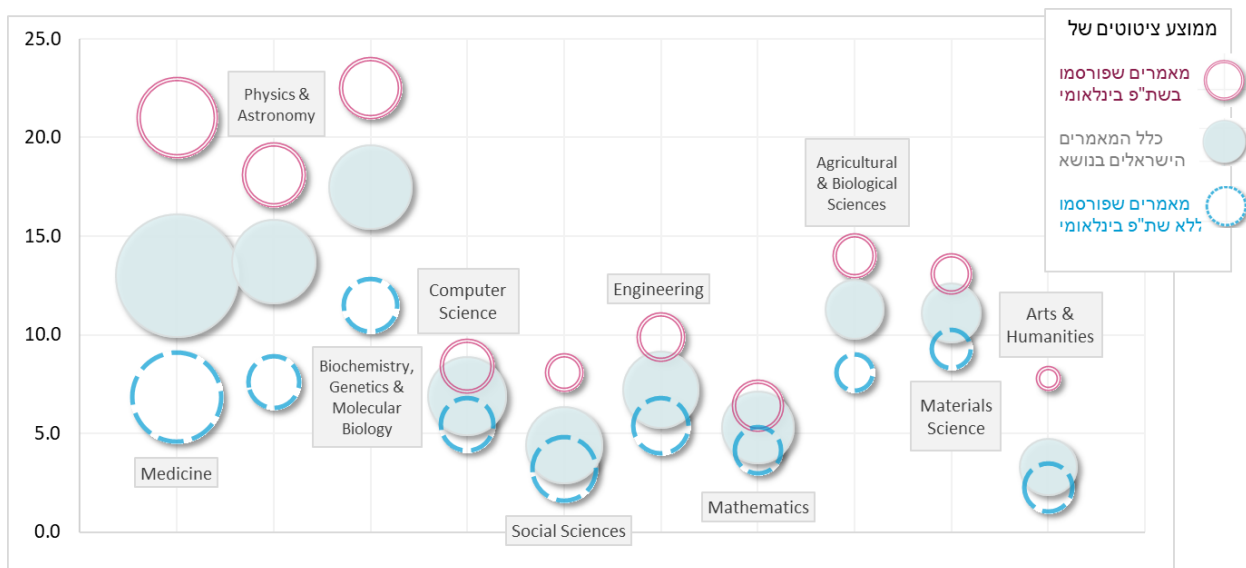 ממוצע ציטוטים של
מאמרים שפורסמו
בשת"פ בינלאומי
כלל המאמרים
הישראלים בנושא
מאמרים שפורסמו
ללא שת"פ בינלאומי
25.0
20.0
15.0
10.0
5.0
0.0
Medicine
Physics &
Astronomy
Biochemistry,
Genetics &
Molecular
Biology
Computer
Science
Social Sciences
Engineering
Mathematics
Agricultural
& Biological
Sciences
Materials
Science
Arts &
Humanities